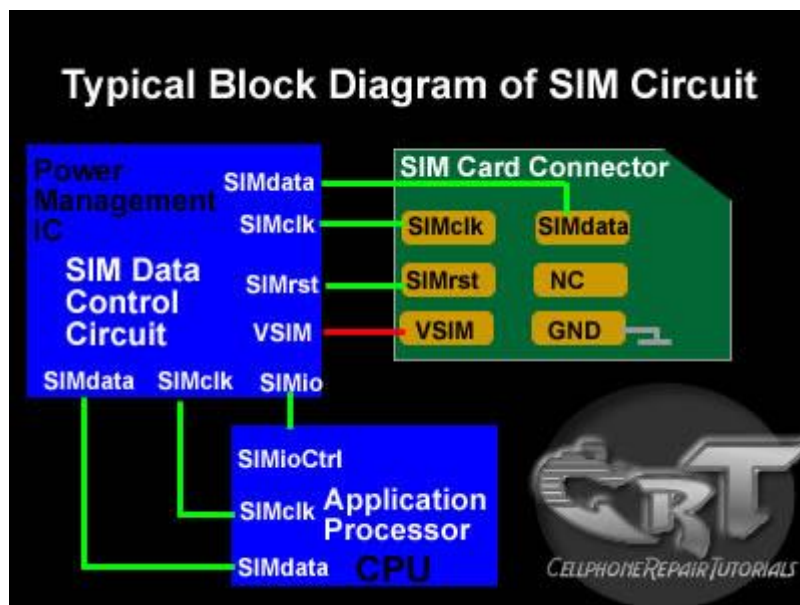 Typical Block Diagram of SIM Circuit
Power
Management
IC
SIM Data
Control
Circuit
SIMdata
SIMclk
SIMrst
VSIM
SIMdata
SIMclk
SIMio
SIM Card Connector
SIMclk
SIMdata
SIMrst
NC
VSIM
GND
SIMioCtrl
SIMclk
Application
Processor
SIMdata
CPU
CRT
CELLPHONEREPAIRTUTORIALS